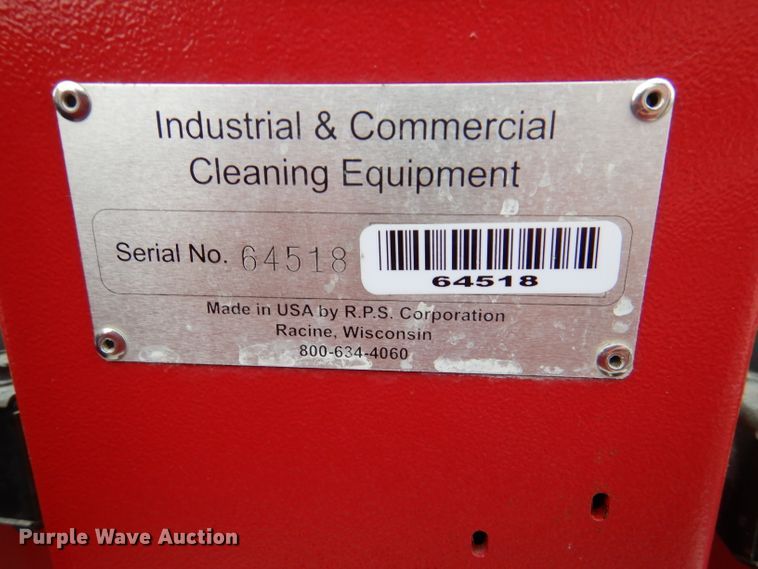 Industrial & Commercial
Cleaning Equipment
Serial No. 64518
64518
Made in USA by R.P.S. Corporation
Racine, Wisconsin
800-634-4060
Purple Wave Auction